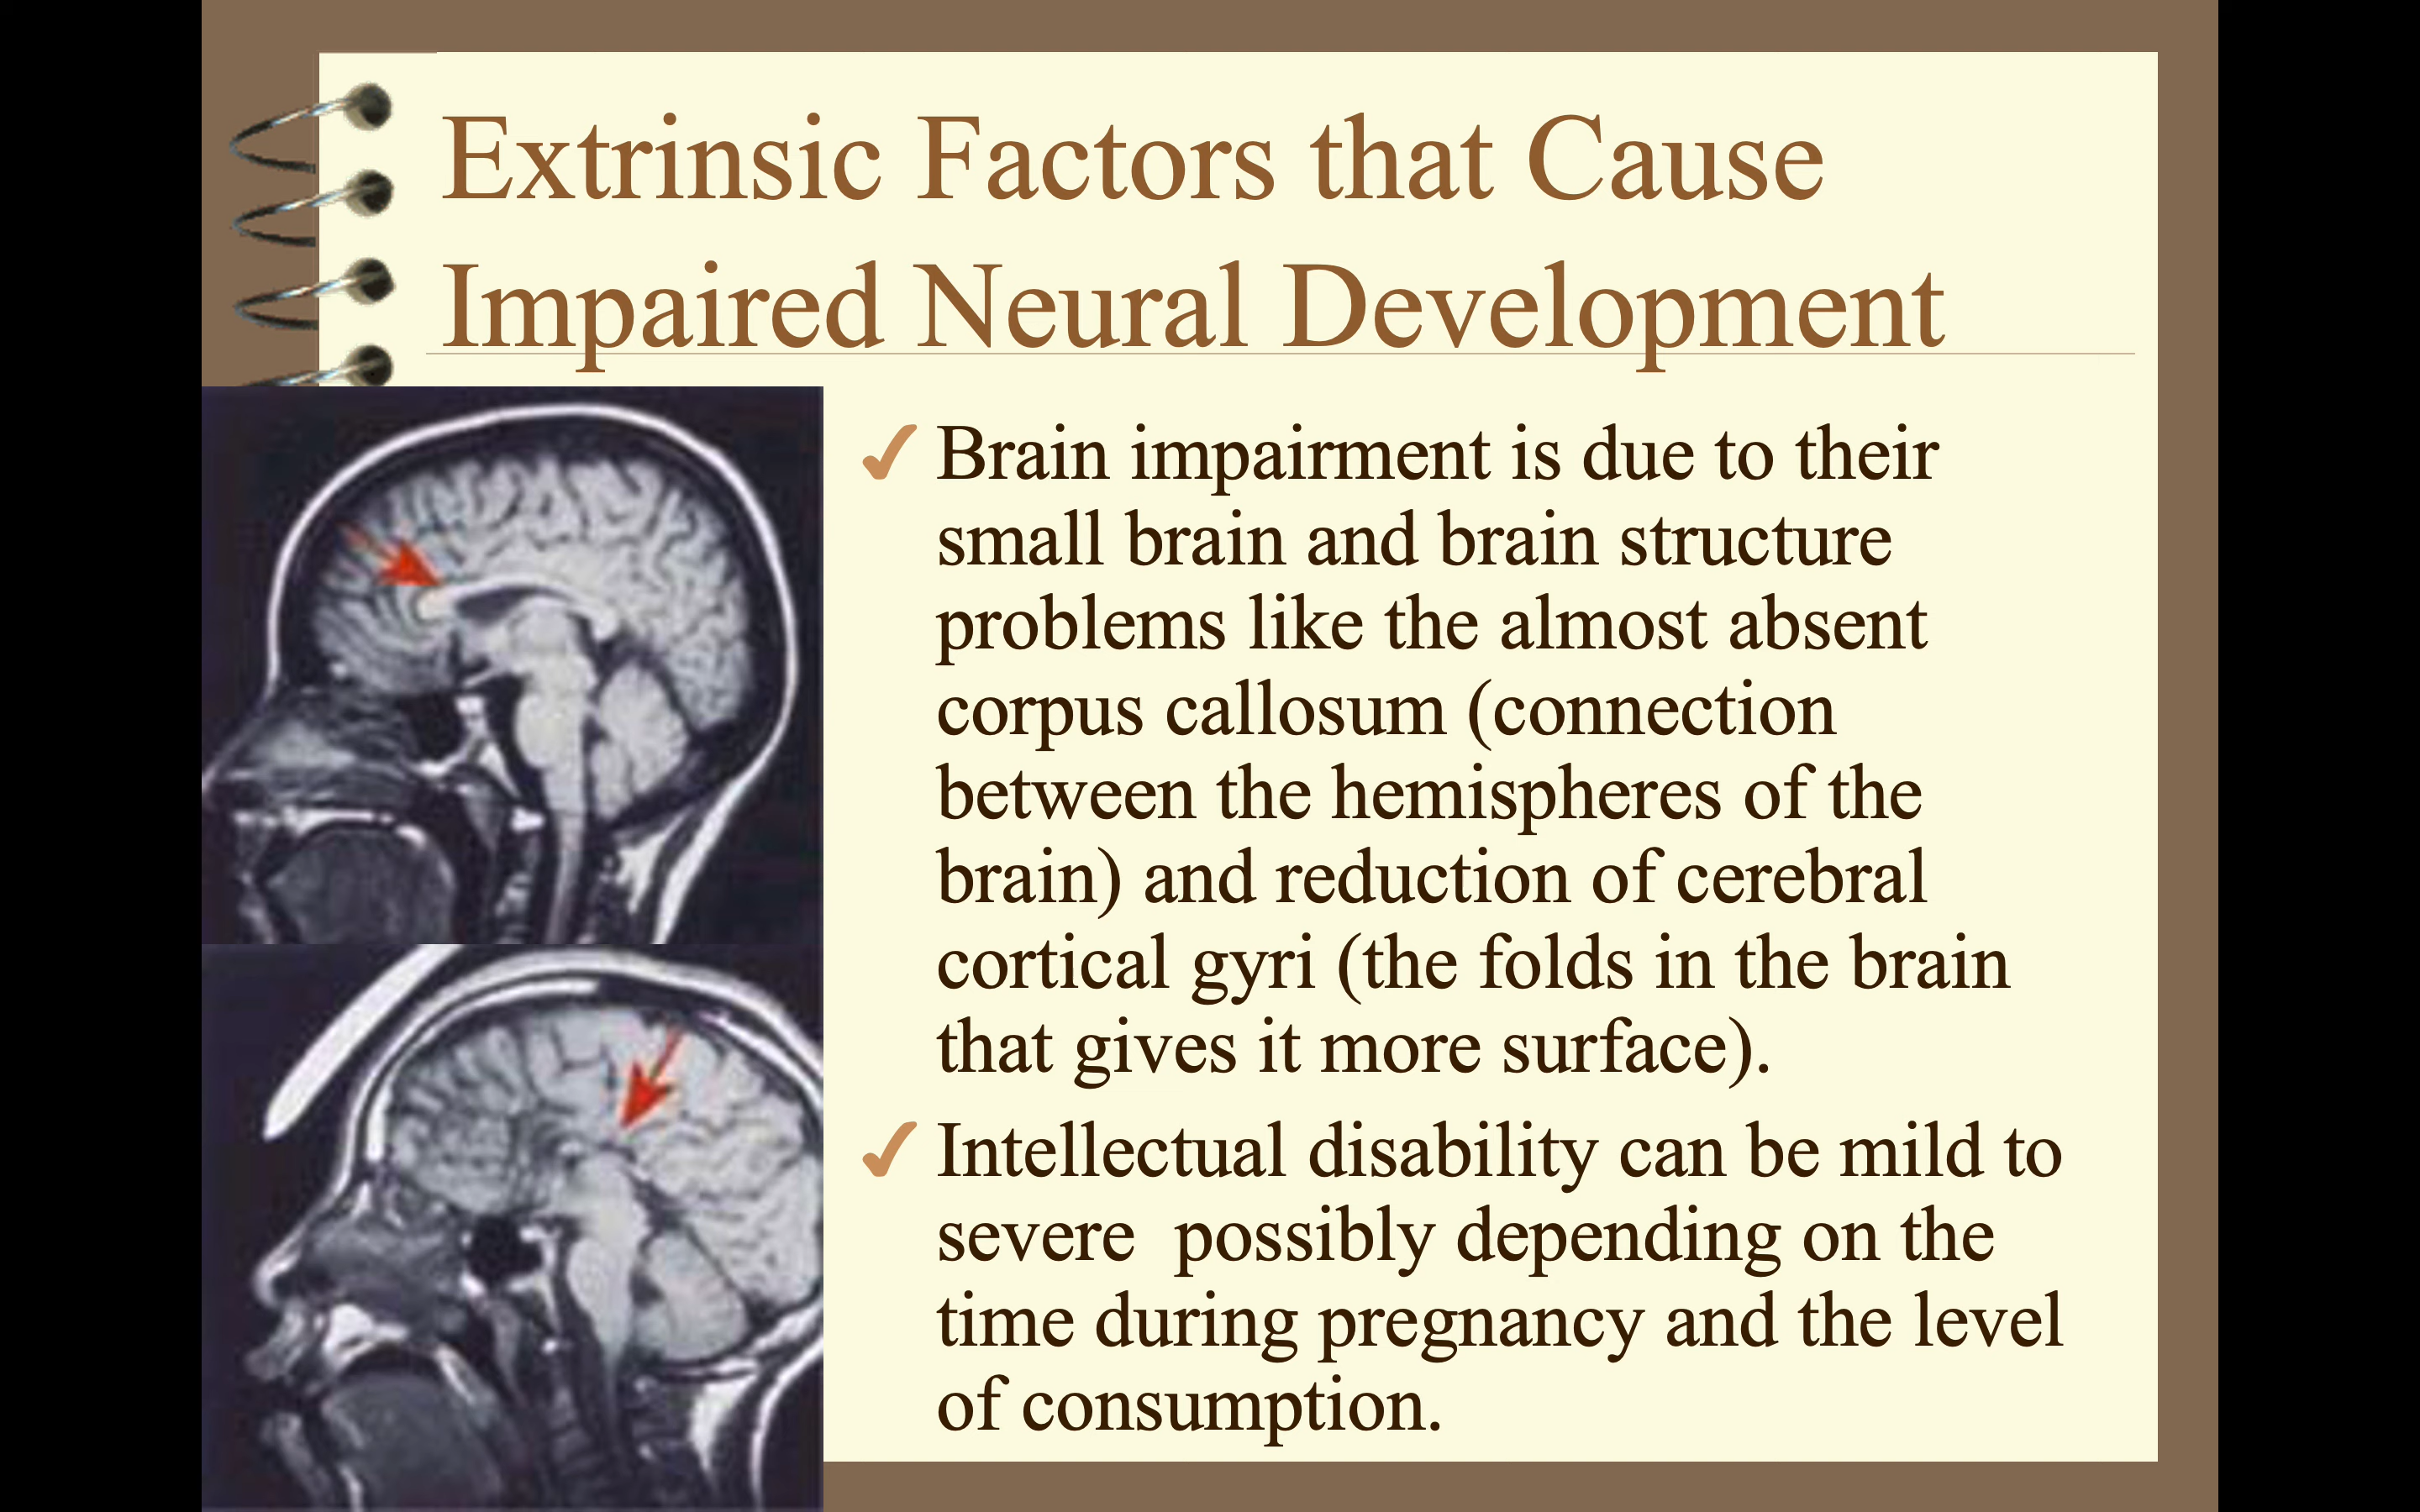 Extrinsic Factors that Cause
Impaired Neural Development
✓ Brain impairment is due to their
small brain and brain structure
problems like the almost absent
corpus callosum (connection
between the hemispheres of the
brain) and reduction of cerebral
cortical gyri (the folds in the brain
that gives it more surface).
✓ Intellectual disability can be mild to
severe  possibly depending on the
time during pregnancy and the level
of consumption.